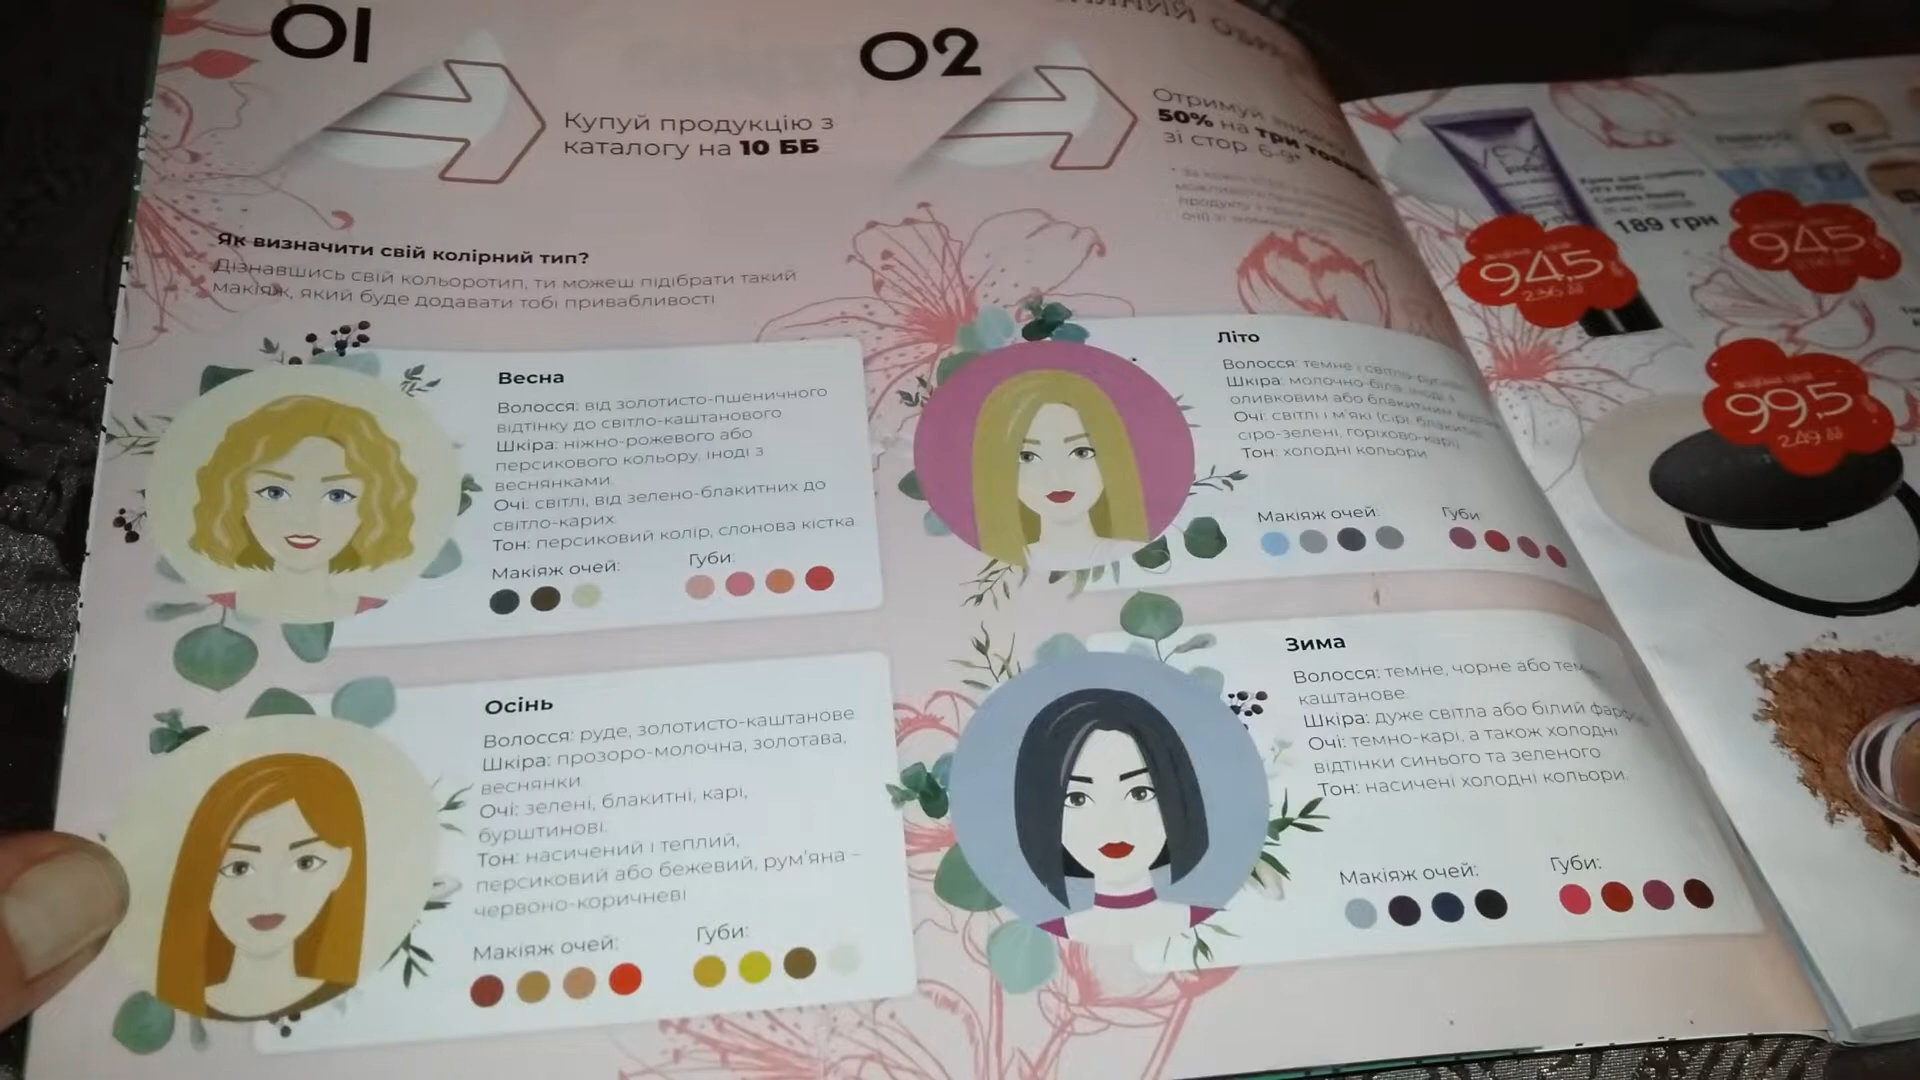 01
Купуй продукцію з
каталогу на 10 ББ
02
Отримуй знижку
50% на три
зі стор. 6-9*
Як визначити свій колірний тип?
Дізнавшись свій кольоротип, ти можеш підібрати такий
макіяж, який буде додавати тобі привабливості
Весна
Волосся: від золотисто-пшеничного
відтінку до світло-каштанового
Шкіра: ніжно-рожевого або
персикового кольору. іноді з
веснянками.
Очі: світлі, від зелено-блакитних до
світло-карих
Тон: персиковий колір, слонова кістка
Макіяж очей:
Губи:
Літо
Волосся: темне і світло-русяве
Шкіра: молочно-біла, іноді з
оливковим або блакитним
Очі: світлі і м'які (сірі, блакитні,
сіро-зелені, горіхово-карі)
Тон: холодні кольори
Макіяж очей:
Губи
Осінь
Волосся: руде, золотисто-каштанове
Шкіра: прозоро-молочна, золотава,
веснянки
Очі: зелені, блакитні, карі,
бурштинові.
Тон: насичений і теплий,
персиковий або бежевий, рум'яна –
червоно-коричневі
Макіяж очей:
Губи:
Зима
Волосся: темне, чорне або
каштанове
Шкіра: дуже світла або білий
Очі: темно-карі, а також холодні
відтінки синього та зеленого
Тон: насичені холодні кольори.
Макіяж очей:
Губи:
189 грн
94,5
2.36 ББ
94,5
99,5
2.49 ББ